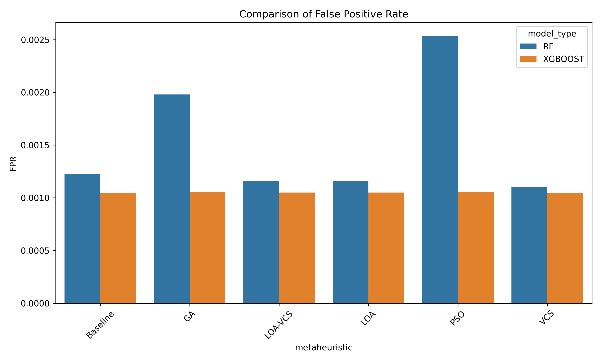 Comparison of False Positive Rate
model_type
RF
XGBOOST
0.0025
0.0020
0.0015
0.0010
0.0005
0.0000
FPR
Baseline
GA
LOA-VCS
LOA
PSO
VCS
metaheuristic